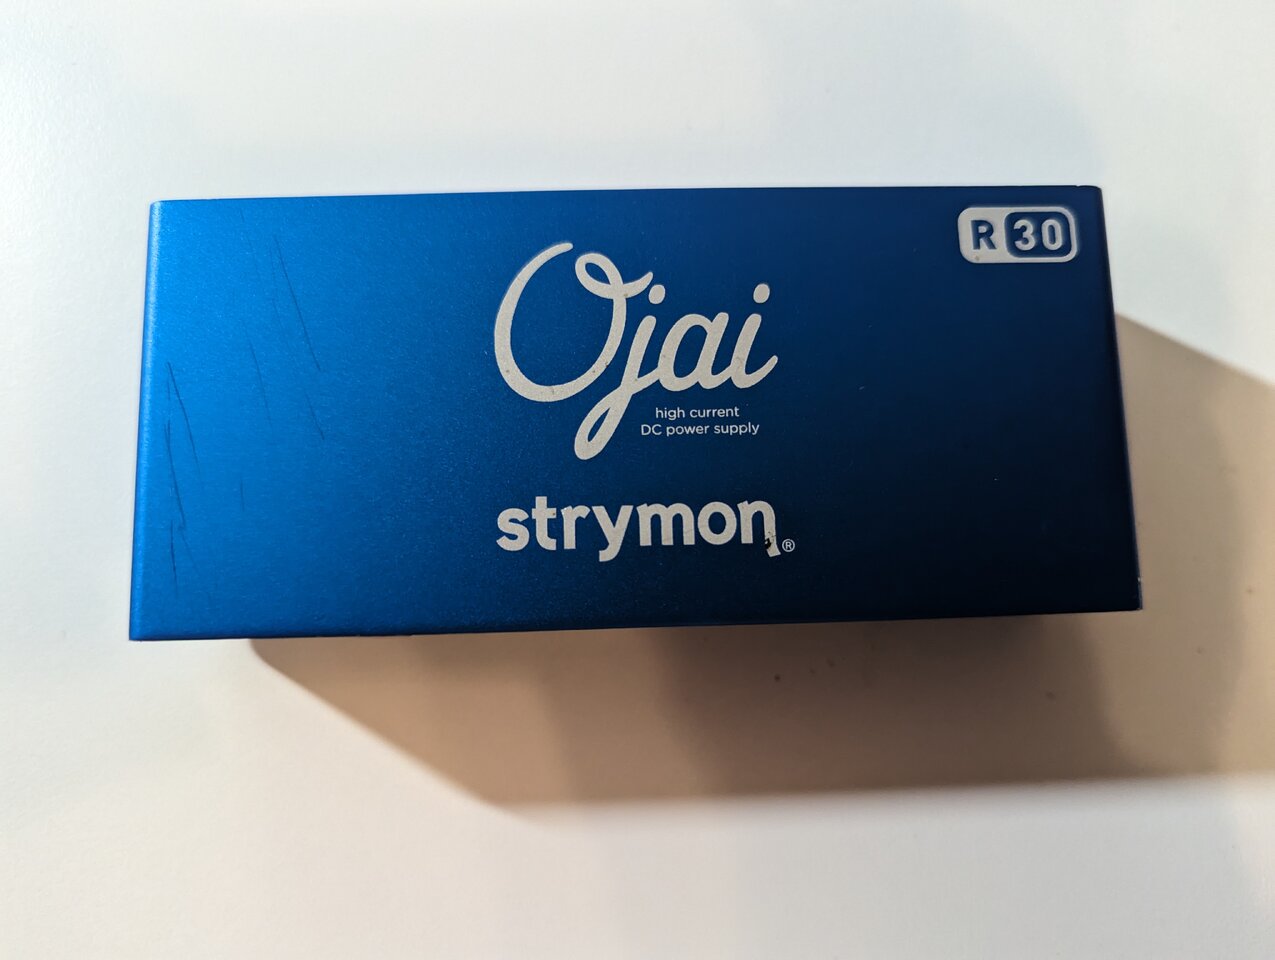 R 30
Ojai
high current
DC power supply
strymon®